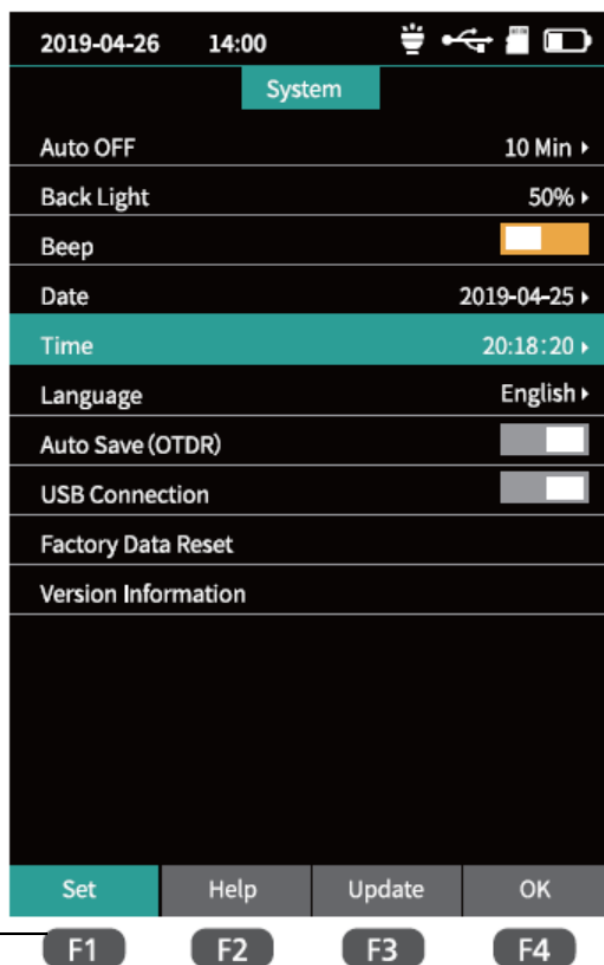 2019-04-26 14:00
System
Auto OFF 10 Min
Back Light 50%
Beep
Date 2019-04-25
Time 20:18:20
Language English
Auto Save(OTDR)
USB Connection
Factory Data Reset
Version Information
Set Help Update OK
F1 F2 F3 F4